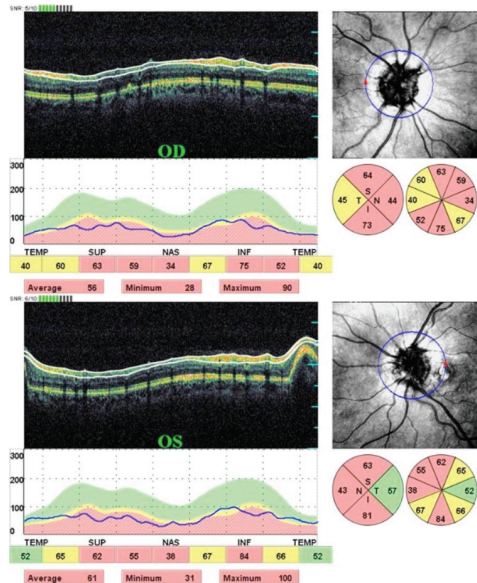 SNR: 5/10
OD
300
200
100
0
TEMP SUP NAS INF TEMP
40 60 63 59 34 67 75 52 40
Average 56 Minimum 28 Maximum 90
64
S
45 T N 44
I
73
60 63 59
40 34
52 75 67
SNR: 6/10
OS
300
200
100
0
TEMP SUP NAS INF TEMP
52 65 62 55 38 67 84 66 52
Average 61 Minimum 31 Maximum 100
63
S
43 N T 57
I
81
55 62 65
38 52
67 84 66